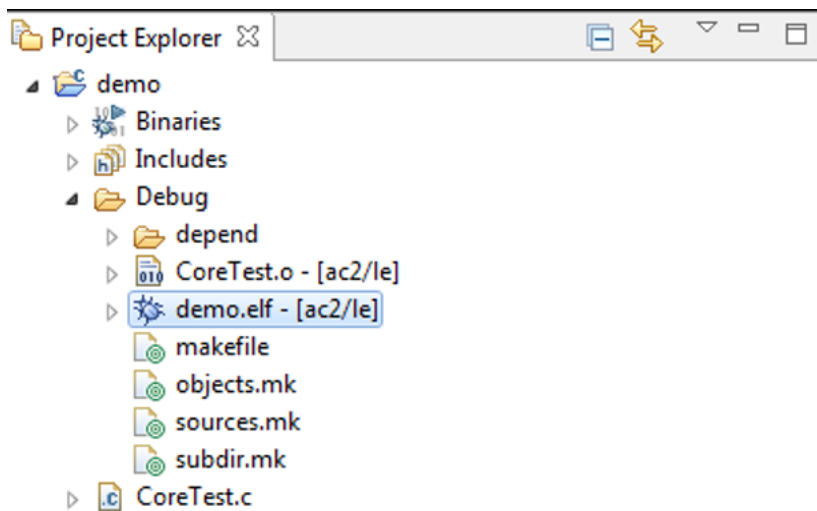 Project Explorer
demo
Binaries
Includes
Debug
depend
CoreTest.o - [ac2/le]
demo.elf - [ac2/le]
makefile
objects.mk
sources.mk
subdir.mk
CoreTest.c